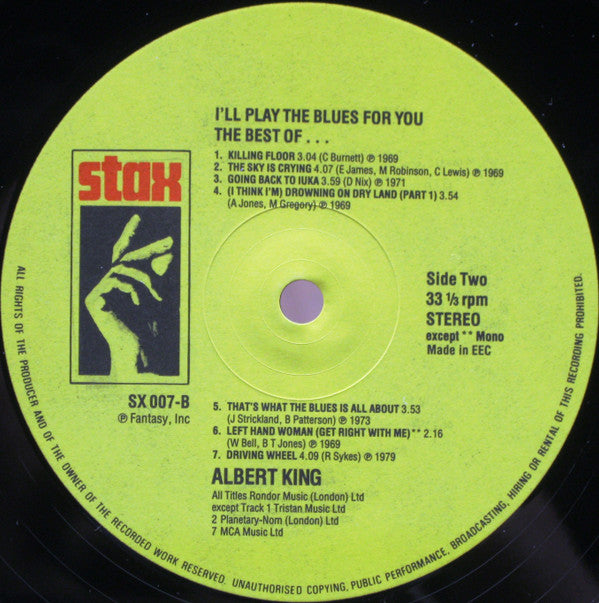 I'LL PLAY THE BLUES FOR YOU
THE BEST OF . . .
1. KILLING FLOOR 3.04 (C Burnett) ℗ 1969
2. THE SKY IS CRYING 4.07 (E James, M Robinson, C Lewis) ℗ 1969
3. GOING BACK TO IUKA 3.59 (D Nix) ℗ 1971
4. (I THINK I'M) DROWNING ON DRY LAND (PART 1) 3.54
(A Jones, M Gregory) ℗ 1969
stax
Side Two
33 ⅓ rpm
STEREO
except ** Mono
Made in EEC
SX 007-B
℗ Fantasy, Inc
5. THAT'S WHAT THE BLUES IS ALL ABOUT 3.53
(J Strickland, B Patterson) ℗ 1973
6. LEFT HAND WOMAN (GET RIGHT WITH ME)** 2.16
(W Bell, B T Jones) ℗ 1969
7. DRIVING WHEEL 4.09 (R Sykes) ℗ 1979
ALBERT KING
All Titles Rondor Music (London) Ltd
except Track 1 Tristan Music Ltd
2 Planetary-Nom (London) Ltd
7 MCA Music Ltd
ALL RIGHTS OF THE PRODUCER AND OF THE OWNER OF THE RECORDED WORK RESERVED. UNAUTHORISED COPYING, PUBLIC PERFORMANCE, BROADCASTING, HIRING OR RENTAL OF THIS RECORDING PROHIBITED.